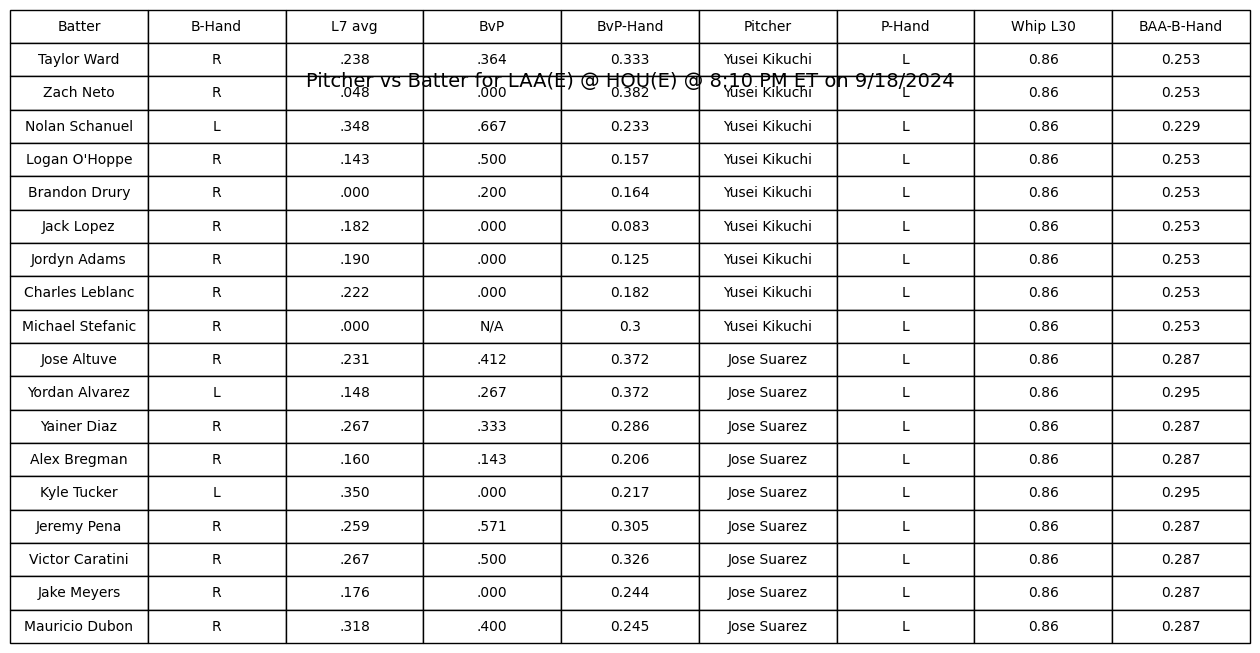 Batter B-Hand L7 avg BvP BvP-Hand Pitcher P-Hand Whip L30 BAA-B-Hand
Taylor Ward R .238 .364 0.333 Yusei Kikuchi L 0.86 0.253
Pitcher vs Batter for LAA(E) @ HOU(E) @ 8:10 PM ET on 9/18/2024
Zach Neto R .048 .000 0.382 Yusei Kikuchi L 0.86 0.253
Nolan Schanuel L .348 .667 0.233 Yusei Kikuchi L 0.86 0.229
Logan O'Hoppe R .143 .500 0.157 Yusei Kikuchi L 0.86 0.253
Brandon Drury R .000 .200 0.164 Yusei Kikuchi L 0.86 0.253
Jack Lopez R .182 .000 0.083 Yusei Kikuchi L 0.86 0.253
Jordyn Adams R .190 .000 0.125 Yusei Kikuchi L 0.86 0.253
Charles Leblanc R .222 .000 0.182 Yusei Kikuchi L 0.86 0.253
Michael Stefanic R .000 N/A 0.3 Yusei Kikuchi L 0.86 0.253
Jose Altuve R .231 .412 0.372 Jose Suarez L 0.86 0.287
Yordan Alvarez L .148 .267 0.372 Jose Suarez L 0.86 0.295
Yainer Diaz R .267 .333 0.286 Jose Suarez L 0.86 0.287
Alex Bregman R .160 .143 0.206 Jose Suarez L 0.86 0.287
Kyle Tucker L .350 .000 0.217 Jose Suarez L 0.86 0.295
Jeremy Pena R .259 .571 0.305 Jose Suarez L 0.86 0.287
Victor Caratini R .267 .500 0.326 Jose Suarez L 0.86 0.287
Jake Meyers R .176 .000 0.244 Jose Suarez L 0.86 0.287
Mauricio Dubon R .318 .400 0.245 Jose Suarez L 0.86 0.287